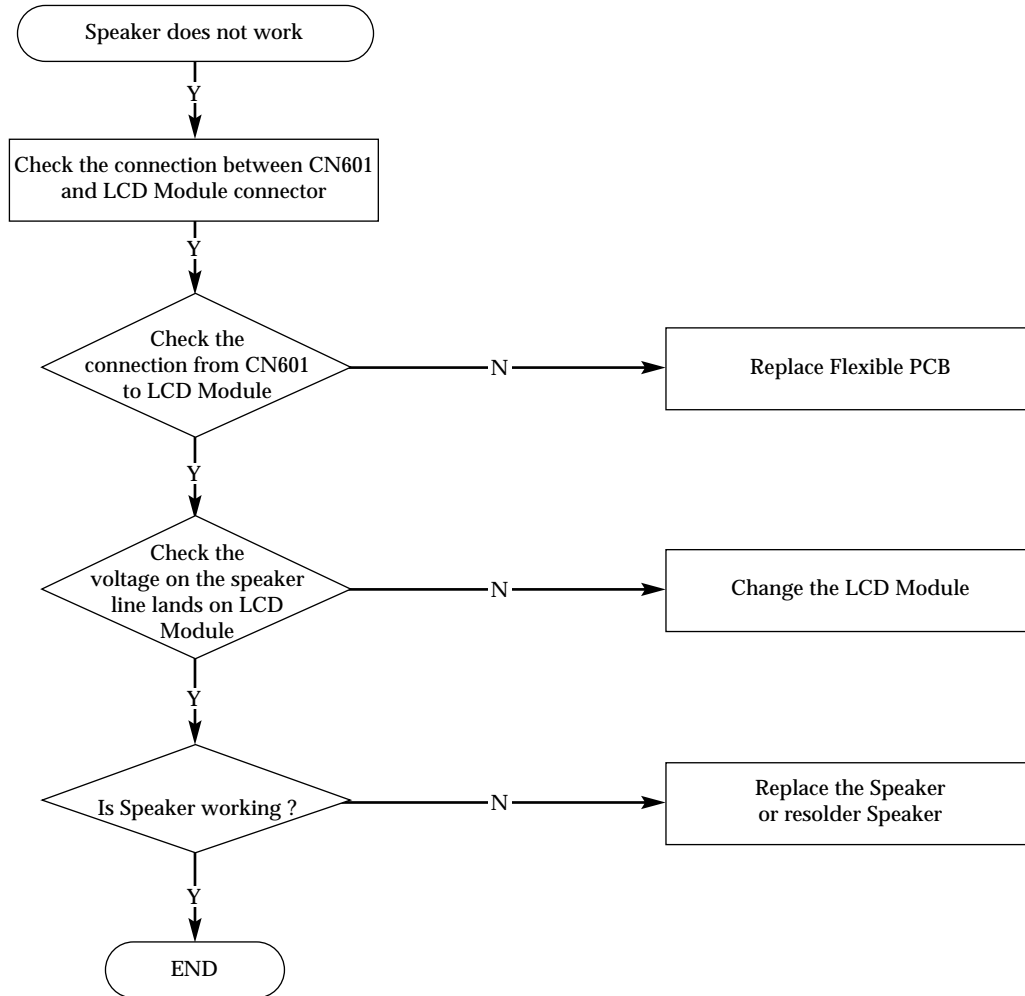 Speaker does not work
Y
Check the connection between CN601
and LCD Module connector
Y
Check the
connection from CN601
to LCD Module
N
Replace Flexible PCB
Y
Check the
voltage on the speaker
line lands on LCD
Module
N
Change the LCD Module
Y
Is Speaker working ?
N
Replace the Speaker
or resolder Speaker
Y
END